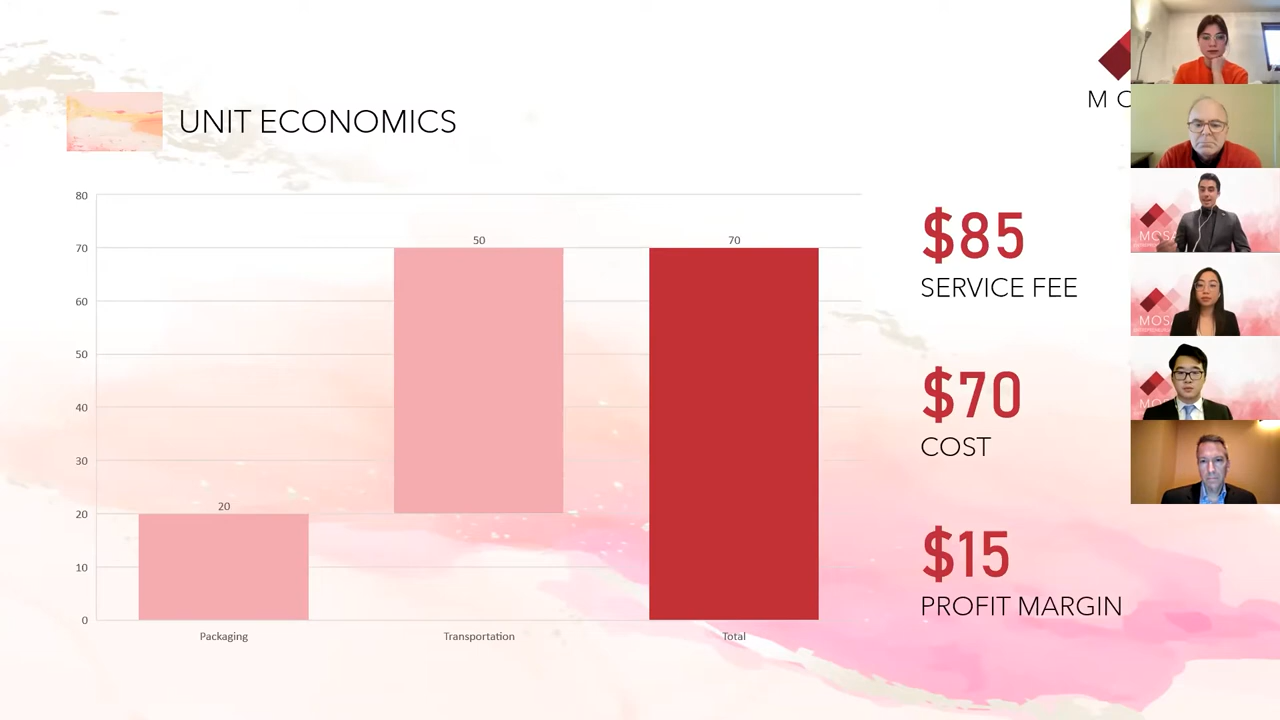 UNIT ECONOMICS
80
70
60
50
40
30
20
10
0
20
50
70
Packaging
Transportation
Total
$85
SERVICE FEE
$70
COST
$15
PROFIT MARGIN